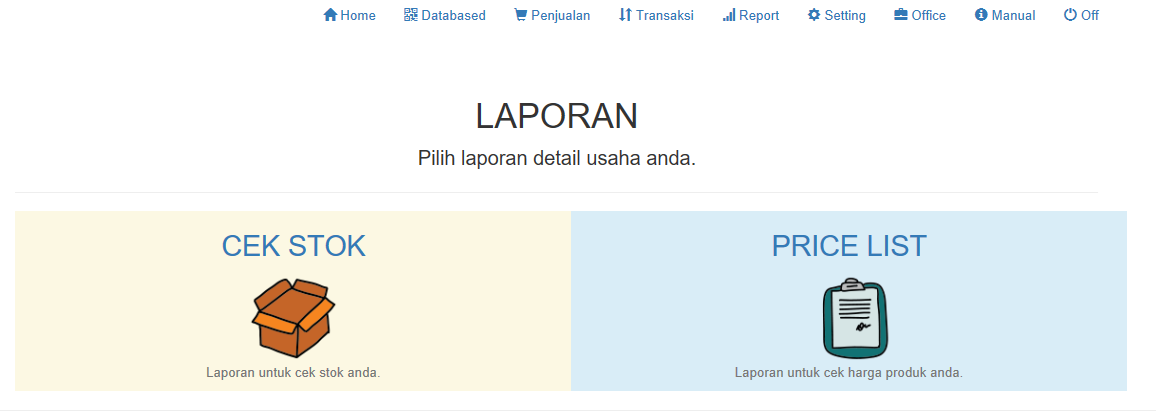 Home Databased Penjualan Transaksi Report Setting Office Manual Off
LAPORAN
Pilih laporan detail usaha anda.
CEK STOK
Laporan untuk cek stok anda.
PRICE LIST
Laporan untuk cek harga produk anda.